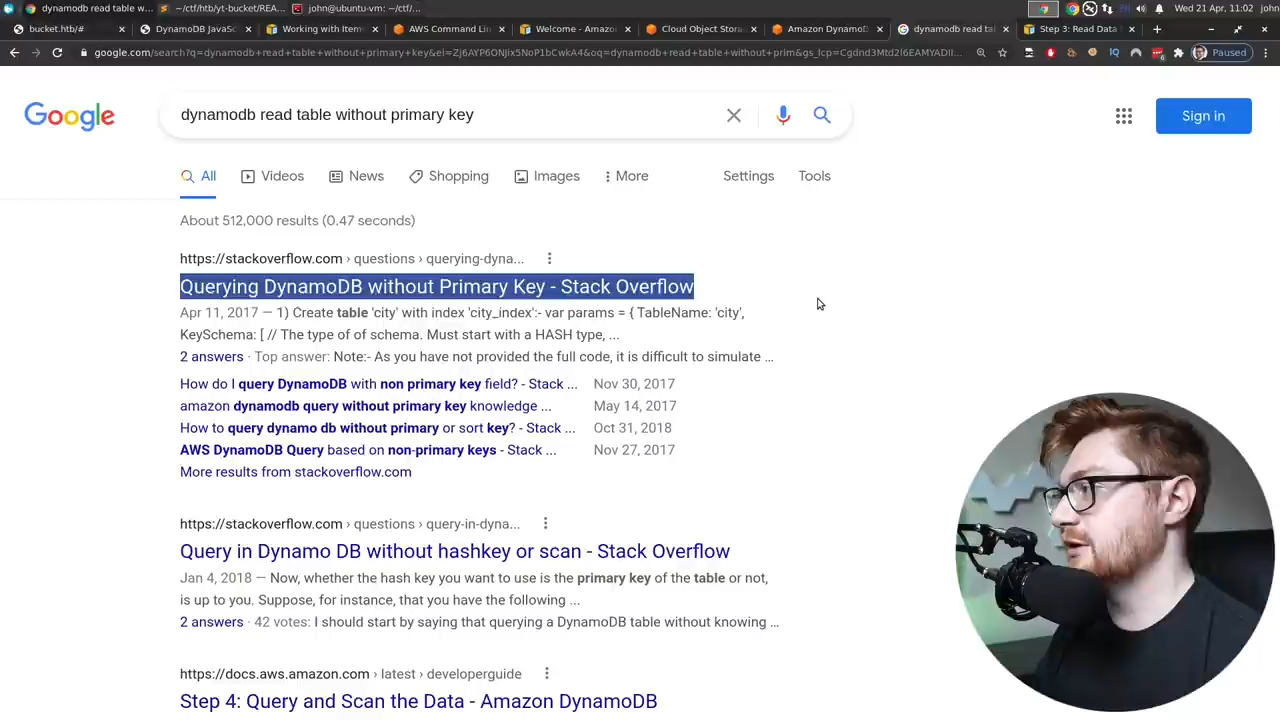 dynamodb read table w...
~/ctf/htb/yt-bucket/REA...
john@ubuntu-vm: ~/ctf/...
Wed 21 Apr, 11:02
john
bucket.htb/#
DynamoDB JavaSc
Working with Item
AWS Command Lin
Welcome - Amazo
Cloud Object Stora
Amazon DynamoD
dynamodb read tab
Step 3: Read Data
google.com/search?q=dynamodb+read+table+without+primary+key&ei=Zj6AYP6ONJix5NoP1bCwkA4&oq=dynamodb+read+table+without+prim&gs_lcp=Cgdnd3Mtd2l6EAMYADII...
Paused
Google
dynamodb read table without primary key
Sign in
All
Videos
News
Shopping
Images
More
Settings
Tools
About 512,000 results (0.47 seconds)
https://stackoverflow.com › questions › querying-dyna...
Querying DynamoDB without Primary Key - Stack Overflow
Apr 11, 2017 — 1) Create table 'city' with index 'city_index':- var params = { TableName: 'city',
KeySchema: [ // The type of of schema. Must start with a HASH type, ...
2 answers · Top answer: Note:- As you have not provided the full code, it is difficult to simulate ...
How do I query DynamoDB with non primary key field? - Stack ... Nov 30, 2017
amazon dynamodb query without primary key knowledge ... May 14, 2017
How to query dynamo db without primary or sort key? - Stack ... Oct 31, 2018
AWS DynamoDB Query based on non-primary keys - Stack ... Nov 27, 2017
More results from stackoverflow.com
https://stackoverflow.com › questions › query-in-dyna...
Query in Dynamo DB without hashkey or scan - Stack Overflow
Jan 4, 2018 — Now, whether the hash key you want to use is the primary key of the table or not,
is up to you. Suppose, for instance, that you have the following ...
2 answers · 42 votes: I should start by saying that querying a DynamoDB table without knowing ...
https://docs.aws.amazon.com › latest › developerguide
Step 4: Query and Scan the Data - Amazon DynamoDB